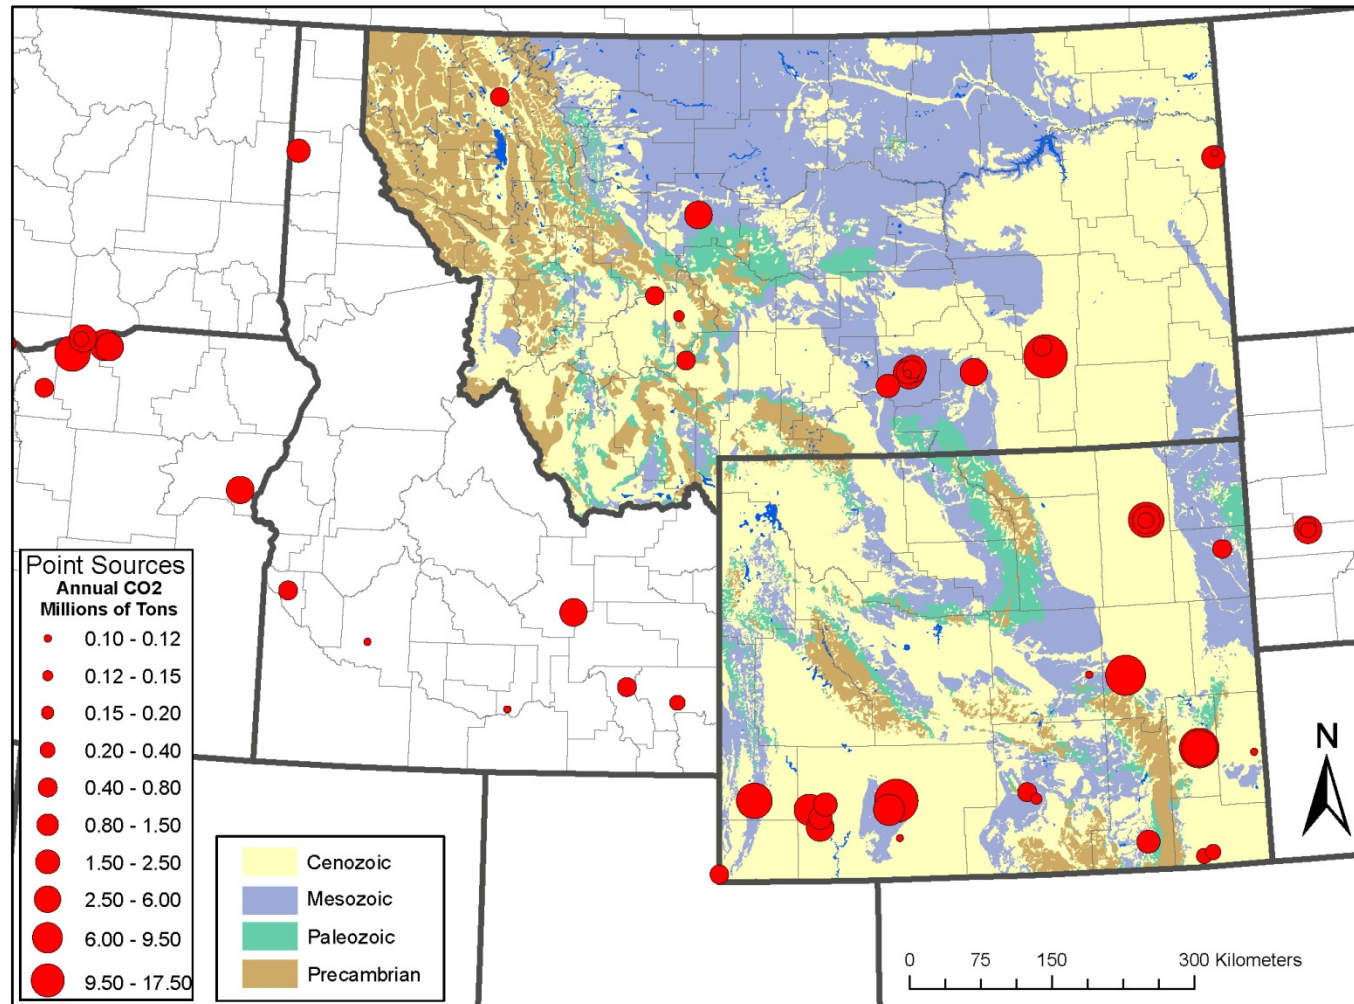 Point Sources
Annual CO2
Millions of Tons
0.10 - 0.12
0.12 - 0.15
0.15 - 0.20
0.20 - 0.40
0.40 - 0.80
0.80 - 1.50
1.50 - 2.50
2.50 - 6.00
6.00 - 9.50
9.50 - 17.50
Cenozoic
Mesozoic
Paleozoic
Precambrian
N
0 75 150 300 Kilometers